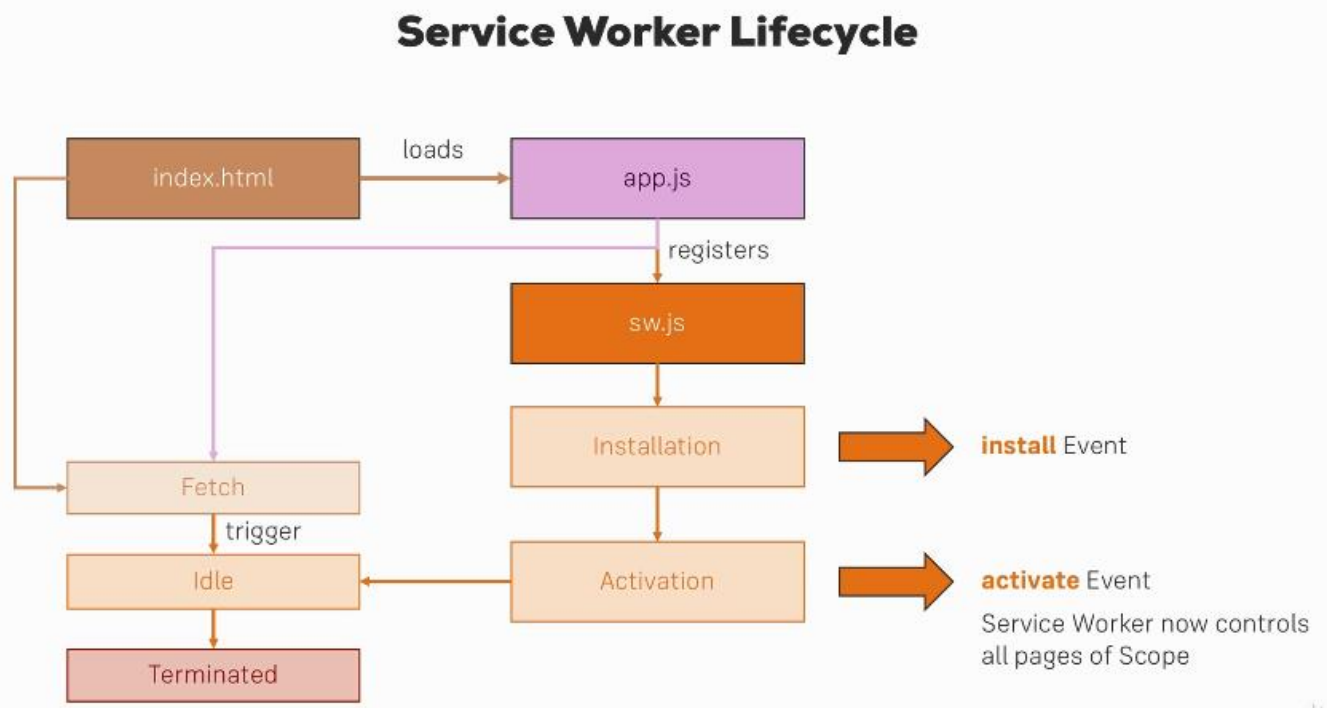 Service Worker Lifecycle
index.html
loads
app.js
registers
sw.js
Installation
install Event
Fetch
trigger
Idle
Activation
activate Event
Service Worker now controls
all pages of Scope
Terminated